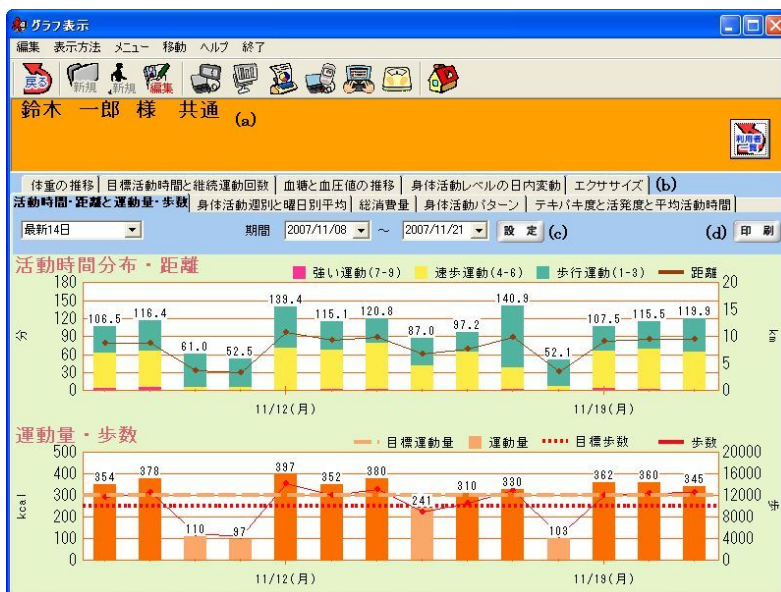 グラフ表示
編集 表示方法 メニュー 移動 ヘルプ 終了
戻る 新規 新規 編集
鈴木 一郎 様 共通 (a)
利用者一覧
体重の推移 目標活動時間と継続運動回数 血糖と血圧値の推移 身体活動レベルの日内変動 エクササイズ (b)
活動時間・距離と運動量・歩数 身体活動週別と曜日別平均 総消費量 身体活動パターン テキパキ度と活発度と平均活動時間
最新14日 期間 2007/11/08 ～ 2007/11/21 設定 (c) (d) 印刷
活動時間分布・距離
強い運動(7-9) 速歩運動(4-6) 歩行運動(1-3) 距離
180 150 120 90 60 30 0
分
106.5 116.4 61.0 52.5 139.4 115.1 120.8 87.0 97.2 140.9 52.1 107.5 115.5 119.9
20 15 10 5 0
km
11/12(月) 11/19(月)
運動量・歩数
目標運動量 運動量 目標歩数 歩数
500 400 300 200 100 0
kcal
354 378 110 97 397 352 380 241 310 330 103 362 360 345
20000 16000 12000 8000 4000 0
歩
11/12(月) 11/19(月)